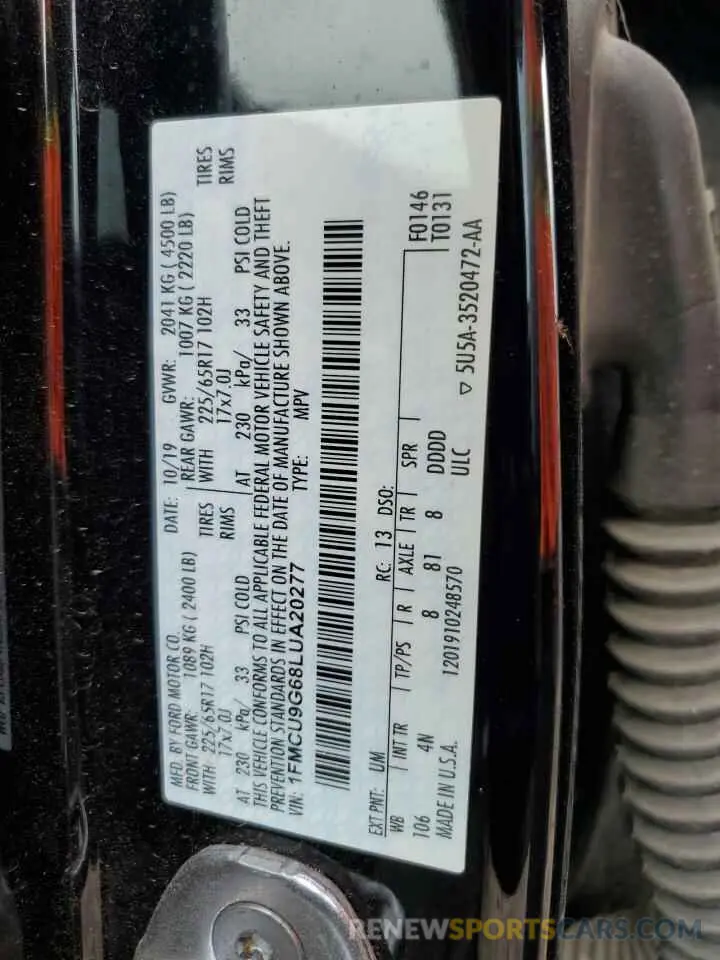 MFD. BY FORD MOTOR CO. DATE: 10/19 GVWR: 2041 KG ( 4500 LB)
FRONT GAWR: 1089 KG ( 2400 LB) REAR GAWR: 1007 KG ( 2220 LB)
WITH 225/65R17 102H TIRES WITH 225/65R17 102H TIRES
17x7.0J RIMS 17x7.0J RIMS
AT 230 kPa/ 33 PSI COLD AT 230 kPa/ 33 PSI COLD
THIS VEHICLE CONFORMS TO ALL APPLICABLE FEDERAL MOTOR VEHICLE SAFETY AND THEFT
PREVENTION STANDARDS IN EFFECT ON THE DATE OF MANUFACTURE SHOWN ABOVE.
VIN: 1FMCU9G68LUA20277 TYPE: MPV
EXT PNT: UM RC: 13 DSO:
WB INT TR TP/PS R AXLE TR SPR F0146
106 4N 8 81 8 DDDD T0131
MADE IN U.S.A. 1201910248570 ULC
▽ 5U5A-3520472-AA
RENEWSPORTSCARS.COM